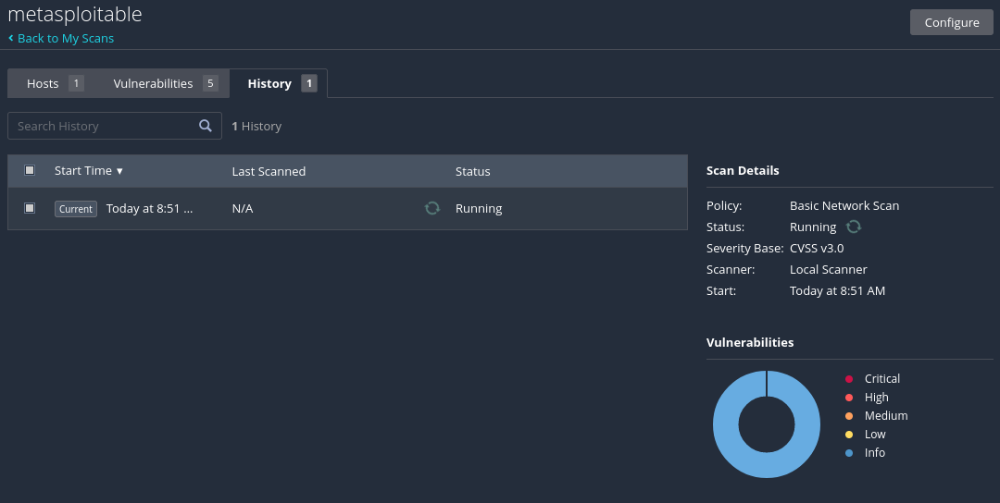 metasploitable
Back to My Scans
Configure
Hosts 1 Vulnerabilities 5 History 1
Search History 1 History
Start Time ▾ Last Scanned Status
Current Today at 8:51 ... N/A Running
Scan Details
Policy: Basic Network Scan
Status: Running
Severity Base: CVSS v3.0
Scanner: Local Scanner
Start: Today at 8:51 AM
Vulnerabilities
Critical
High
Medium
Low
Info